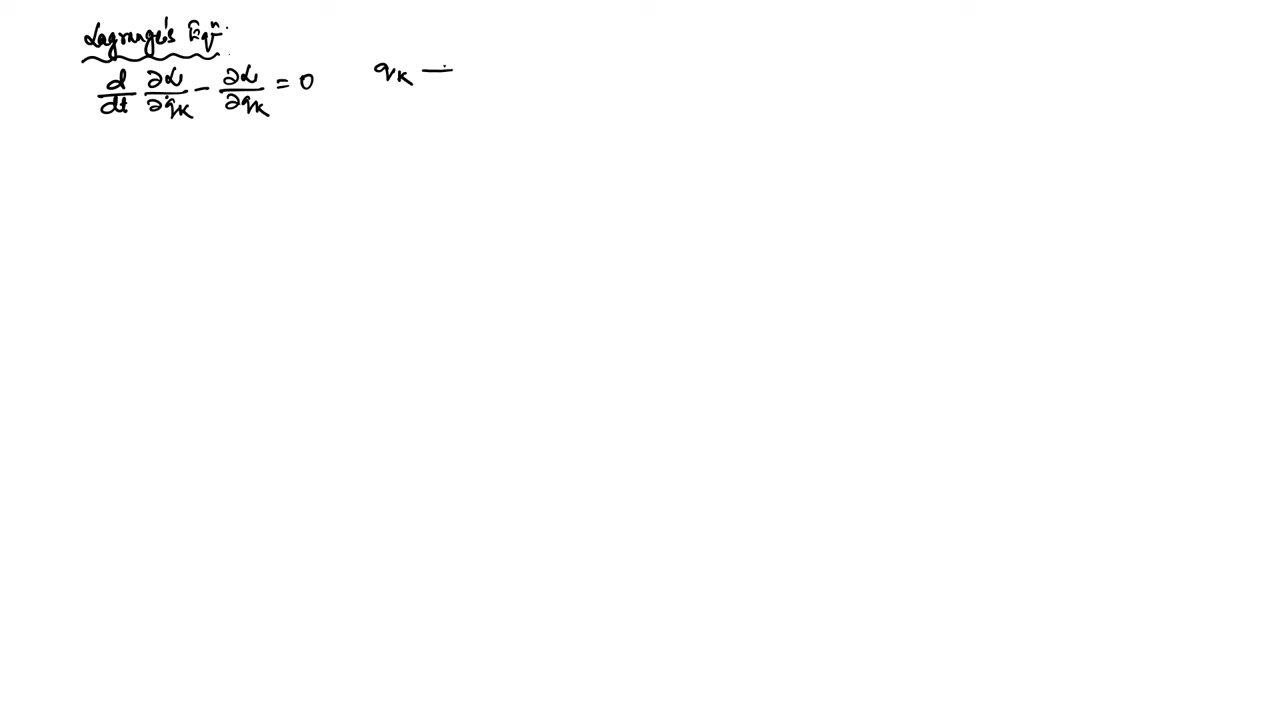 Lagrange's Eqⁿ.
d/dt ∂L/∂q̇ₖ − ∂L/∂qₖ = 0 qₖ —